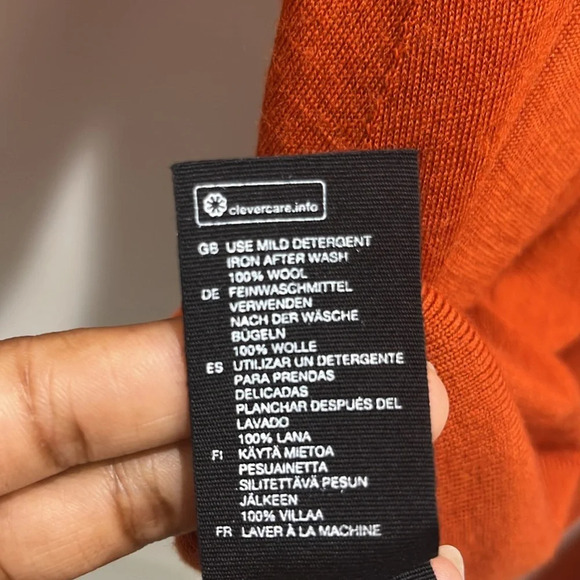 clevercare.info
GB USE MILD DETERGENT
IRON AFTER WASH
100% WOOL
DE FEINWASCHMITTEL
VERWENDEN
NACH DER WÄSCHE
BÜGELN
100% WOLLE
ES UTILIZAR UN DETERGENTE
PARA PRENDAS
DELICADAS
PLANCHAR DESPUÉS DEL
LAVADO
100% LANA
FI KÄYTÄ MIETOA
PESUAINETTA
SILITETTÄVÄ PESUN
JÄLKEEN
100% VILLAA
FR LAVER À LA MACHINE